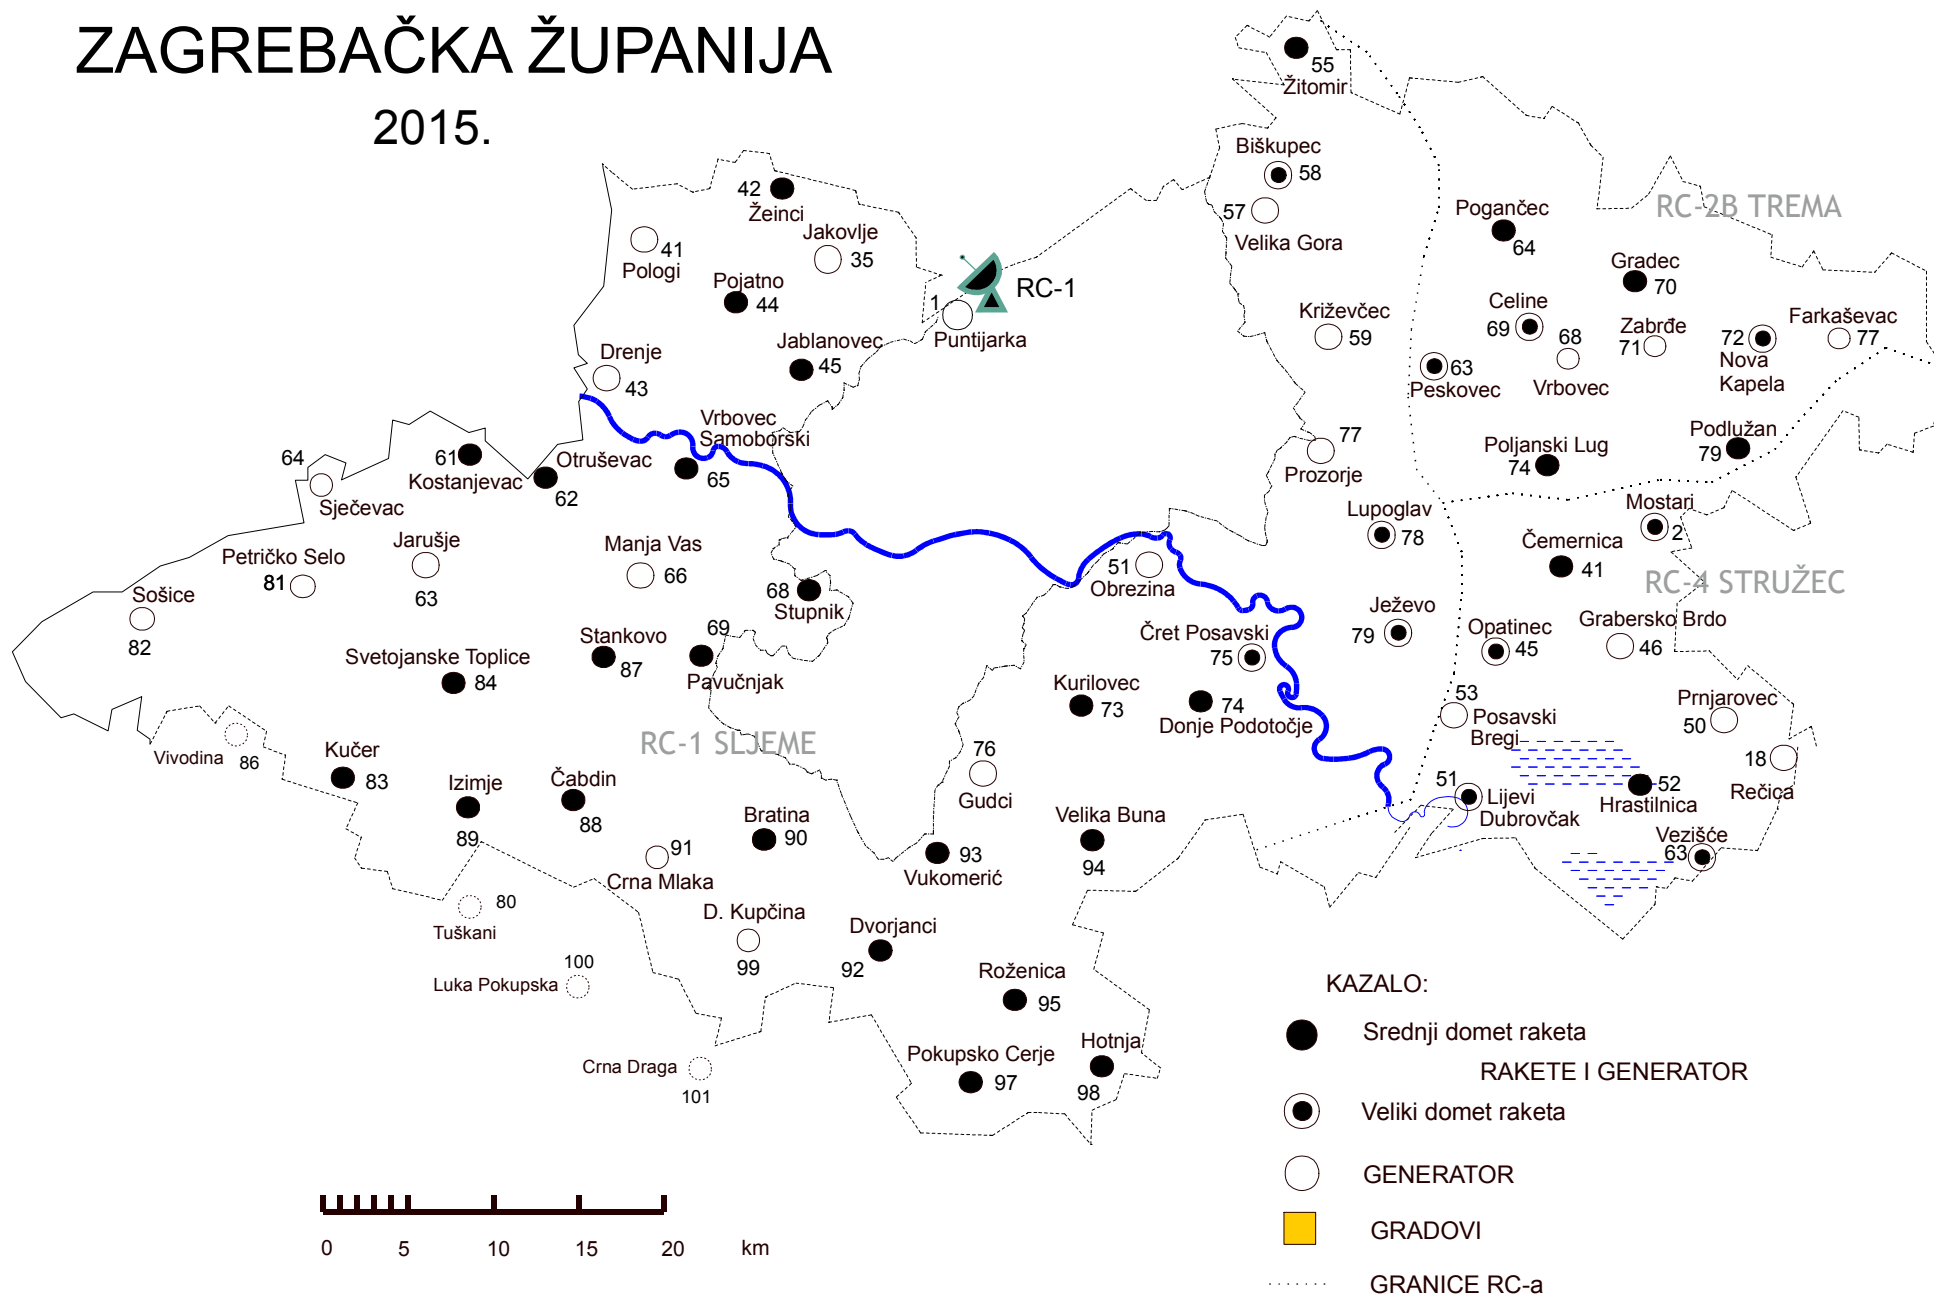 ZAGREBAČKA ŽUPANIJA
2015.
55
Žitomir
Biškupec
58
57
Velika Gora
42
Žeinci
Jakovlje
35
41
Pologi
Pojatno
44
RC-1
1
Puntijarka
Jablanovec
45
Drenje
43
Križevčec
59
RC-2B TREMA
Pogančec
64
Gradec
70
Celine
69
68
Vrbovec
Zabrđe
71
72
Nova
Kapela
Farkaševac
77
63
Peskovec
Poljanski Lug
74
Podlužan
79
77
Prozorje
Vrbovec
Samoborski
65
64
Sječevac
61
Kostanjevac
Otruševac
62
Lupoglav
78
Mostari
2
Čemernica
41
RC-4 STRUŽEC
Petričko Selo
81
Jarušje
63
Manja Vas
66
68
Stupnik
51
Obrezina
Sošice
82
Ježevo
79
Opatinec
45
Grabersko Brdo
46
Čret Posavski
75
Svetojanske Toplice
84
Stankovo
87
69
Pavučnjak
Kurilovec
73
74
Donje Podotočje
53
Posavski
Bregi
Prnjarovec
50
18
Rečica
Vivodina
86
RC-1 SLJEME
Kučer
83
Izimje
89
Čabdin
88
76
Gudci
51
Lijevi
Dubrovčak
52
Hrastilnica
Vezišće
63
Bratina
90
91
Crna Mlaka
93
Vukomerić
Velika Buna
94
80
Tuškani
D. Kupčina
99
Dvorjanci
92
100
Luka Pokupska
Roženica
95
Crna Draga
101
Pokupsko Cerje
97
Hotnja
98
KAZALO:
Srednji domet raketa
RAKETE I GENERATOR
Veliki domet raketa
GENERATOR
GRADOVI
GRANICE RC-a
0 5 10 15 20 km